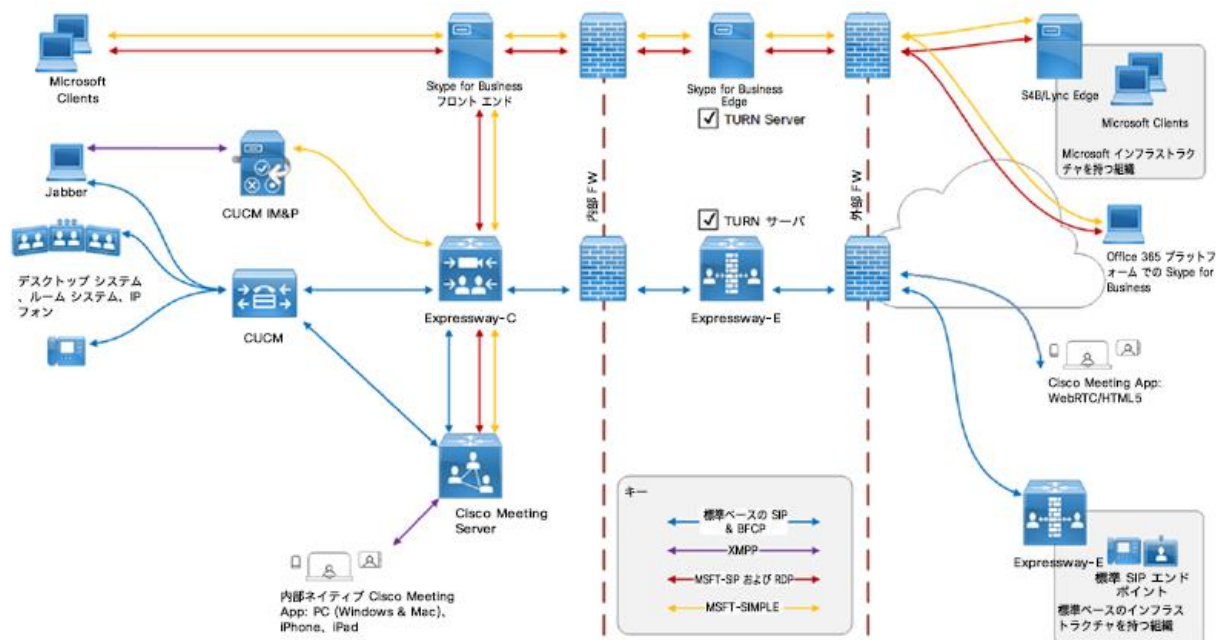 Microsoft
Clients
Skype for Business
フロント エンド
Skype for Business
Edge
TURN Server
S4B/Lync Edge
Microsoft Clients
Microsoft インフラストラク
チャを持つ組織
Jabber
CUCM IM&P
内部 FW
TURN サーバ
外部 FW
Office 365 プラットフ
ォーム での Skype for
Business
デスクトップ システム
、ルーム システム、IP
フォン
CUCM
Expressway-C
Expressway-E
Cisco Meeting App:
WebRTC/HTML5
Cisco Meeting
Server
内部ネイティブ Cisco Meeting
App: PC (Windows & Mac)、
iPhone、iPad
キー
標準ベースの SIP
& BFCP
XMPP
MSFT-SIP および RDP
MSFT-SIMPLE
Expressway-E
標準 SIP エンド
ポイント
標準ベースのインフラス
トラクチャを持つ組織